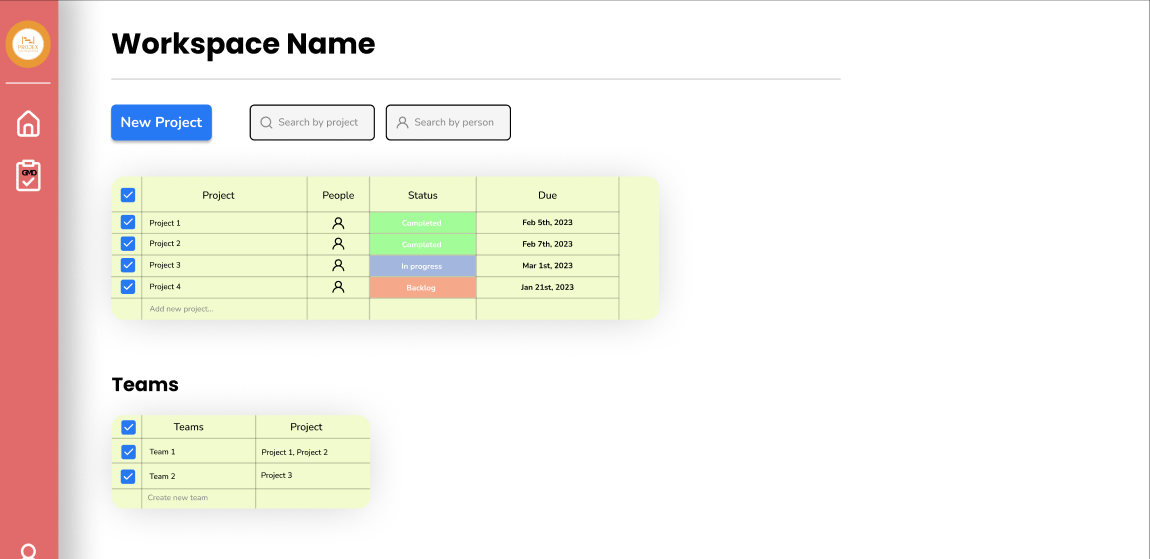 Workspace Name
PROJEX
New Project
Search by project
Search by person
GMD
Project People Status Due
Project 1 Completed Feb 5th, 2023
Project 2 Completed Feb 7th, 2023
Project 3 In progress Mar 1st, 2023
Project 4 Backlog Jan 21st, 2023
Add new project...
Teams
Teams Project
Team 1 Project 1, Project 2
Team 2 Project 3
Create new team